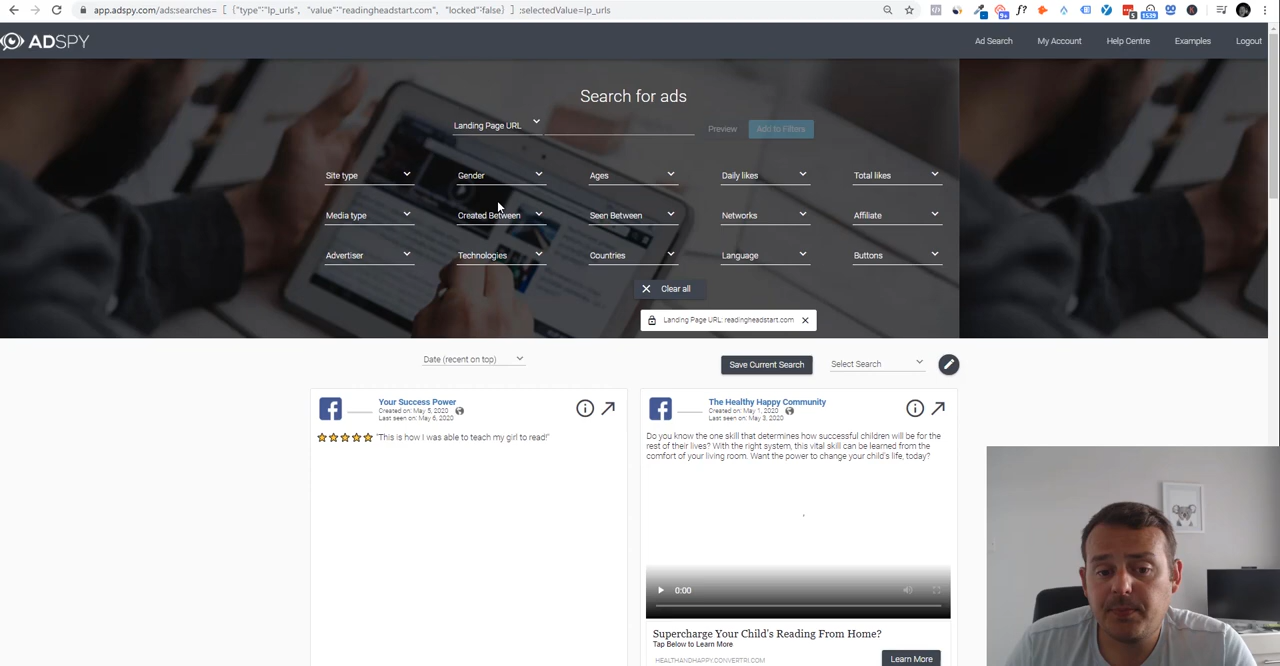 app.adspy.com/ads:searches= [ {"type":"lp_urls", "value":"readingheadstart.com", "locked":false} ] :selectedValue=lp_urls
ADSPY
Ad Search My Account Help Centre Examples Logout
Search for ads
Landing Page URL Preview Add to Filters
Site type Gender Ages Daily likes Total likes
Media type Created Between Seen Between Networks Affiliate
Advertiser Technologies Countries Language Buttons
Clear all
Landing Page URL: readingheadstart.com
Date (recent on top) Save Current Search Select Search
Your Success Power
Created on: May 5, 2020
Last seen on: May 6, 2020
"This is how I was able to teach my girl to read!"
The Healthy Happy Community
Created on: May 1, 2020
Last seen on: May 3, 2020
Do you know the one skill that determines how successful children will be for the
rest of their lives? With the right system, this vital skill can be learned from the
comfort of your living room. Want the power to change your child's life, today?
0:00
Supercharge Your Child's Reading From Home?
Tap Below to Learn More
HEALTHANDHAPPY.CONVERTRI.COM
Learn More